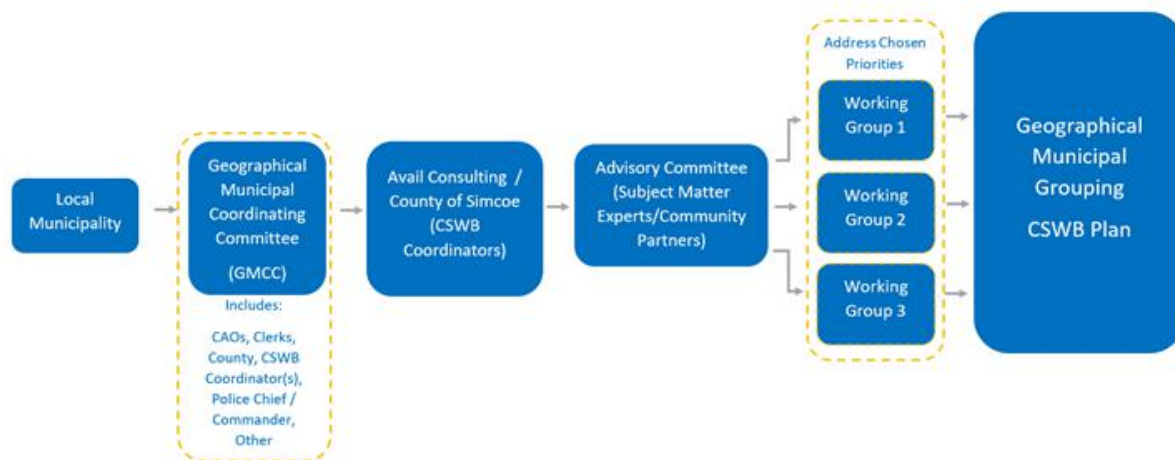 Local
Municipality
Geographical
Municipal
Coordinating
Committee
(GMCC)
Includes:
CAOs, Clerks,
County, CSWB
Coordinator(s),
Police Chief /
Commander,
Other
Avail Consulting /
County of Simcoe
(CSWB
Coordinators)
Advisory Committee
(Subject Matter
Experts/Community
Partners)
Address Chosen
Priorities
Working
Group 1
Working
Group 2
Working
Group 3
Geographical
Municipal
Grouping
CSWB Plan